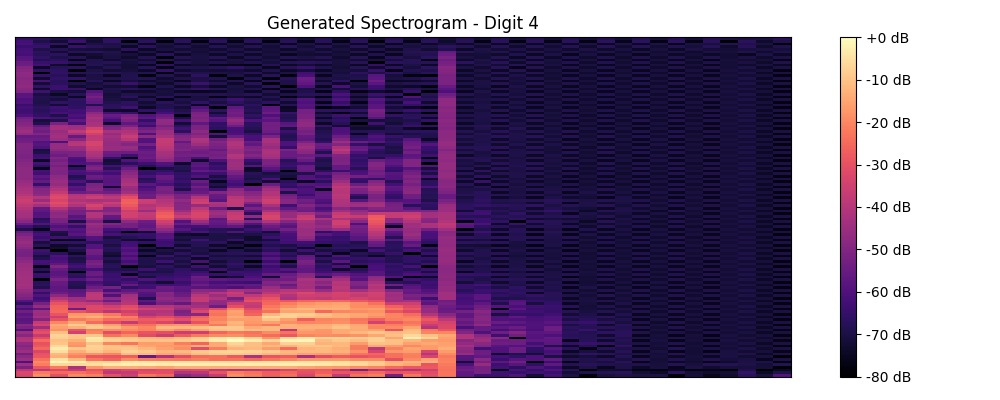 Generated Spectrogram - Digit 4
+0 dB
-10 dB
-20 dB
-30 dB
-40 dB
-50 dB
-60 dB
-70 dB
-80 dB